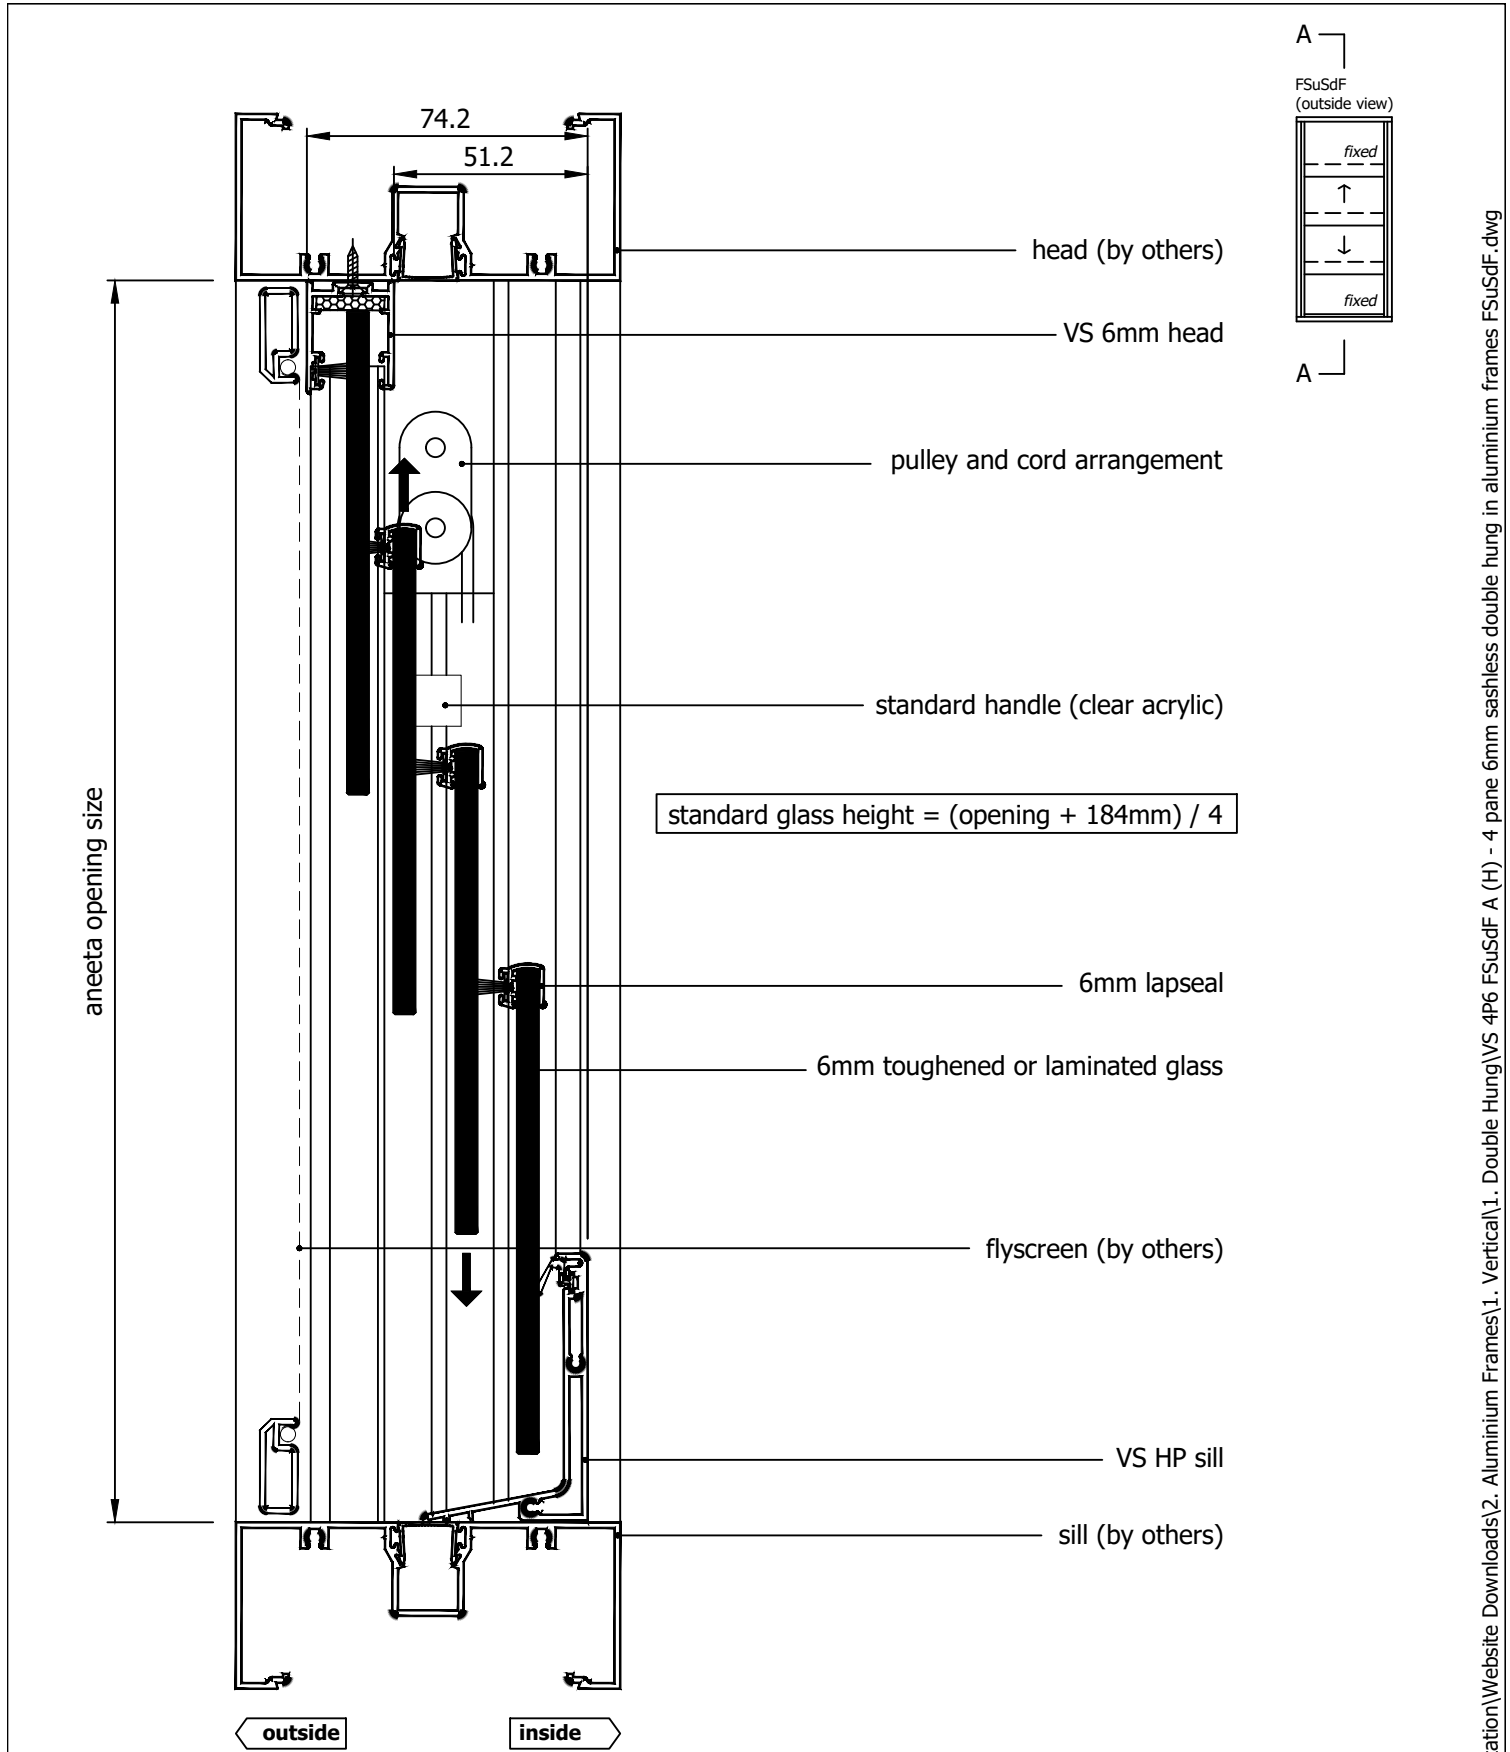 A
FSuSdF
(outside view)
fixed
fixed
A
74.2
51.2
head (by others)
VS 6mm head
pulley and cord arrangement
standard handle (clear acrylic)
standard glass height = (opening + 184mm) / 4
aneeta opening size
6mm lapseal
6mm toughened or laminated glass
flyscreen (by others)
VS HP sill
sill (by others)
outside
inside
ation\Website Downloads\2. Aluminium Frames\1. Vertical\1. Double Hung\VS 4P6 FSuSdF A (H) - 4 pane 6mm sashless double hung in aluminium frames FSuSdF.dwg